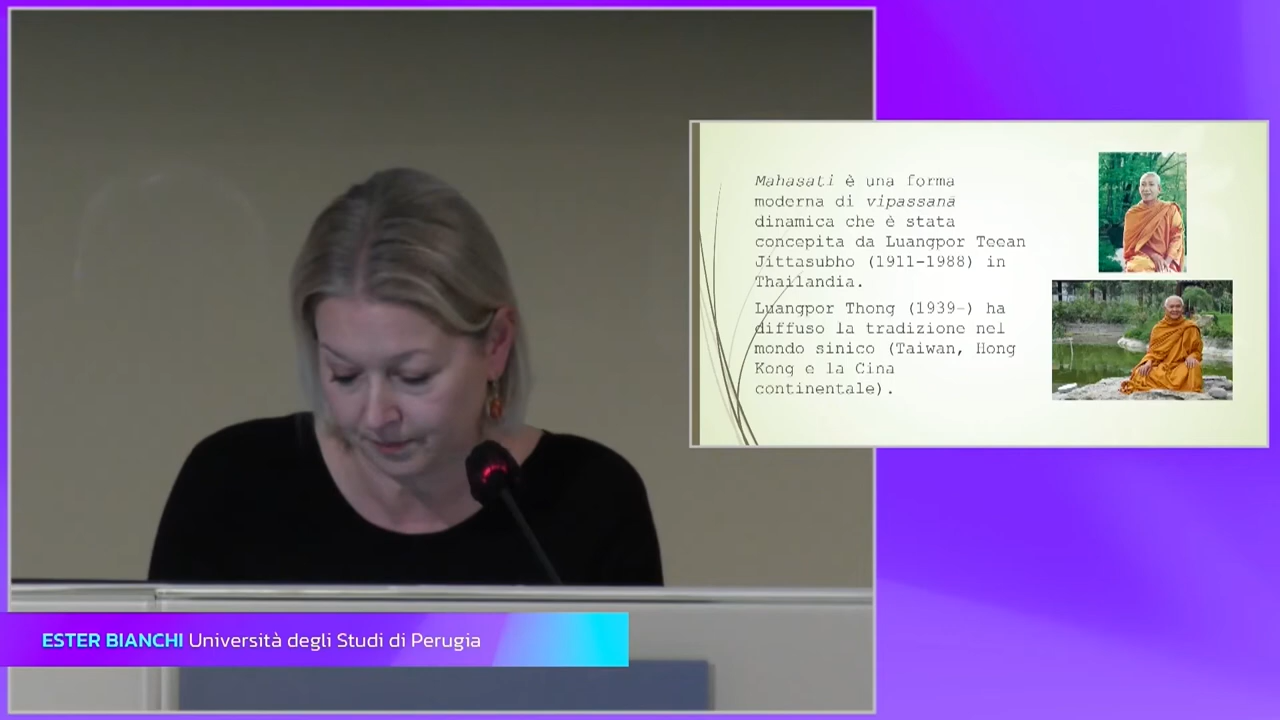 Mahasati è una forma
moderna di vipassanā
dinamica che è stata
concepita da Luangpor Teean
Jittasubho (1911-1988) in
Thailandia.
Luangpor Thong (1939-) ha
diffuso la tradizione nel
mondo sinico (Taiwan, Hong
Kong e la Cina
continentale).
ESTER BIANCHI Università degli Studi di Perugia